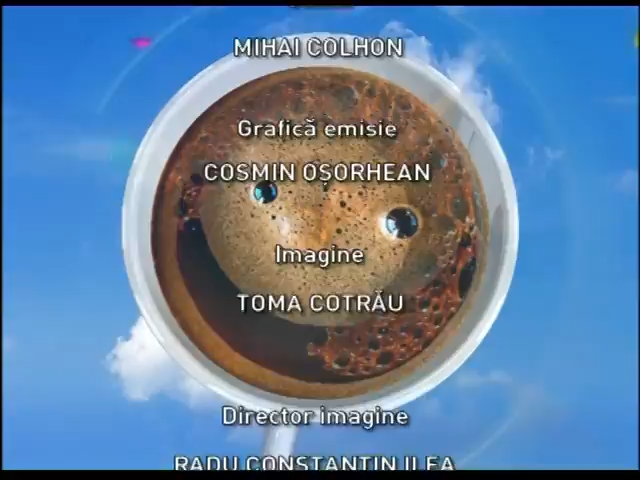 MIHAI COLHON
Grafică emisie
COSMIN OȘORHEAN
Imagine
TOMA COTRĂU
Director imagine
RADU CONSTANTIN ILEA